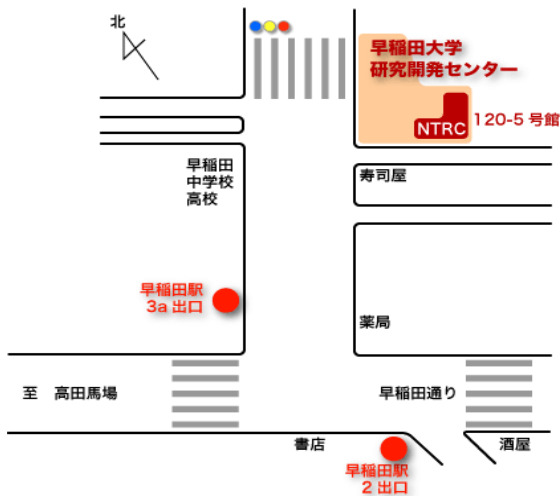 北
早稲田大学
研究開発センター
NTRC
120-5 号館
早稲田
中学校
高校
寿司屋
早稲田駅
3a 出口
薬局
至　高田馬場
早稲田通り
書店
酒屋
早稲田駅
2 出口